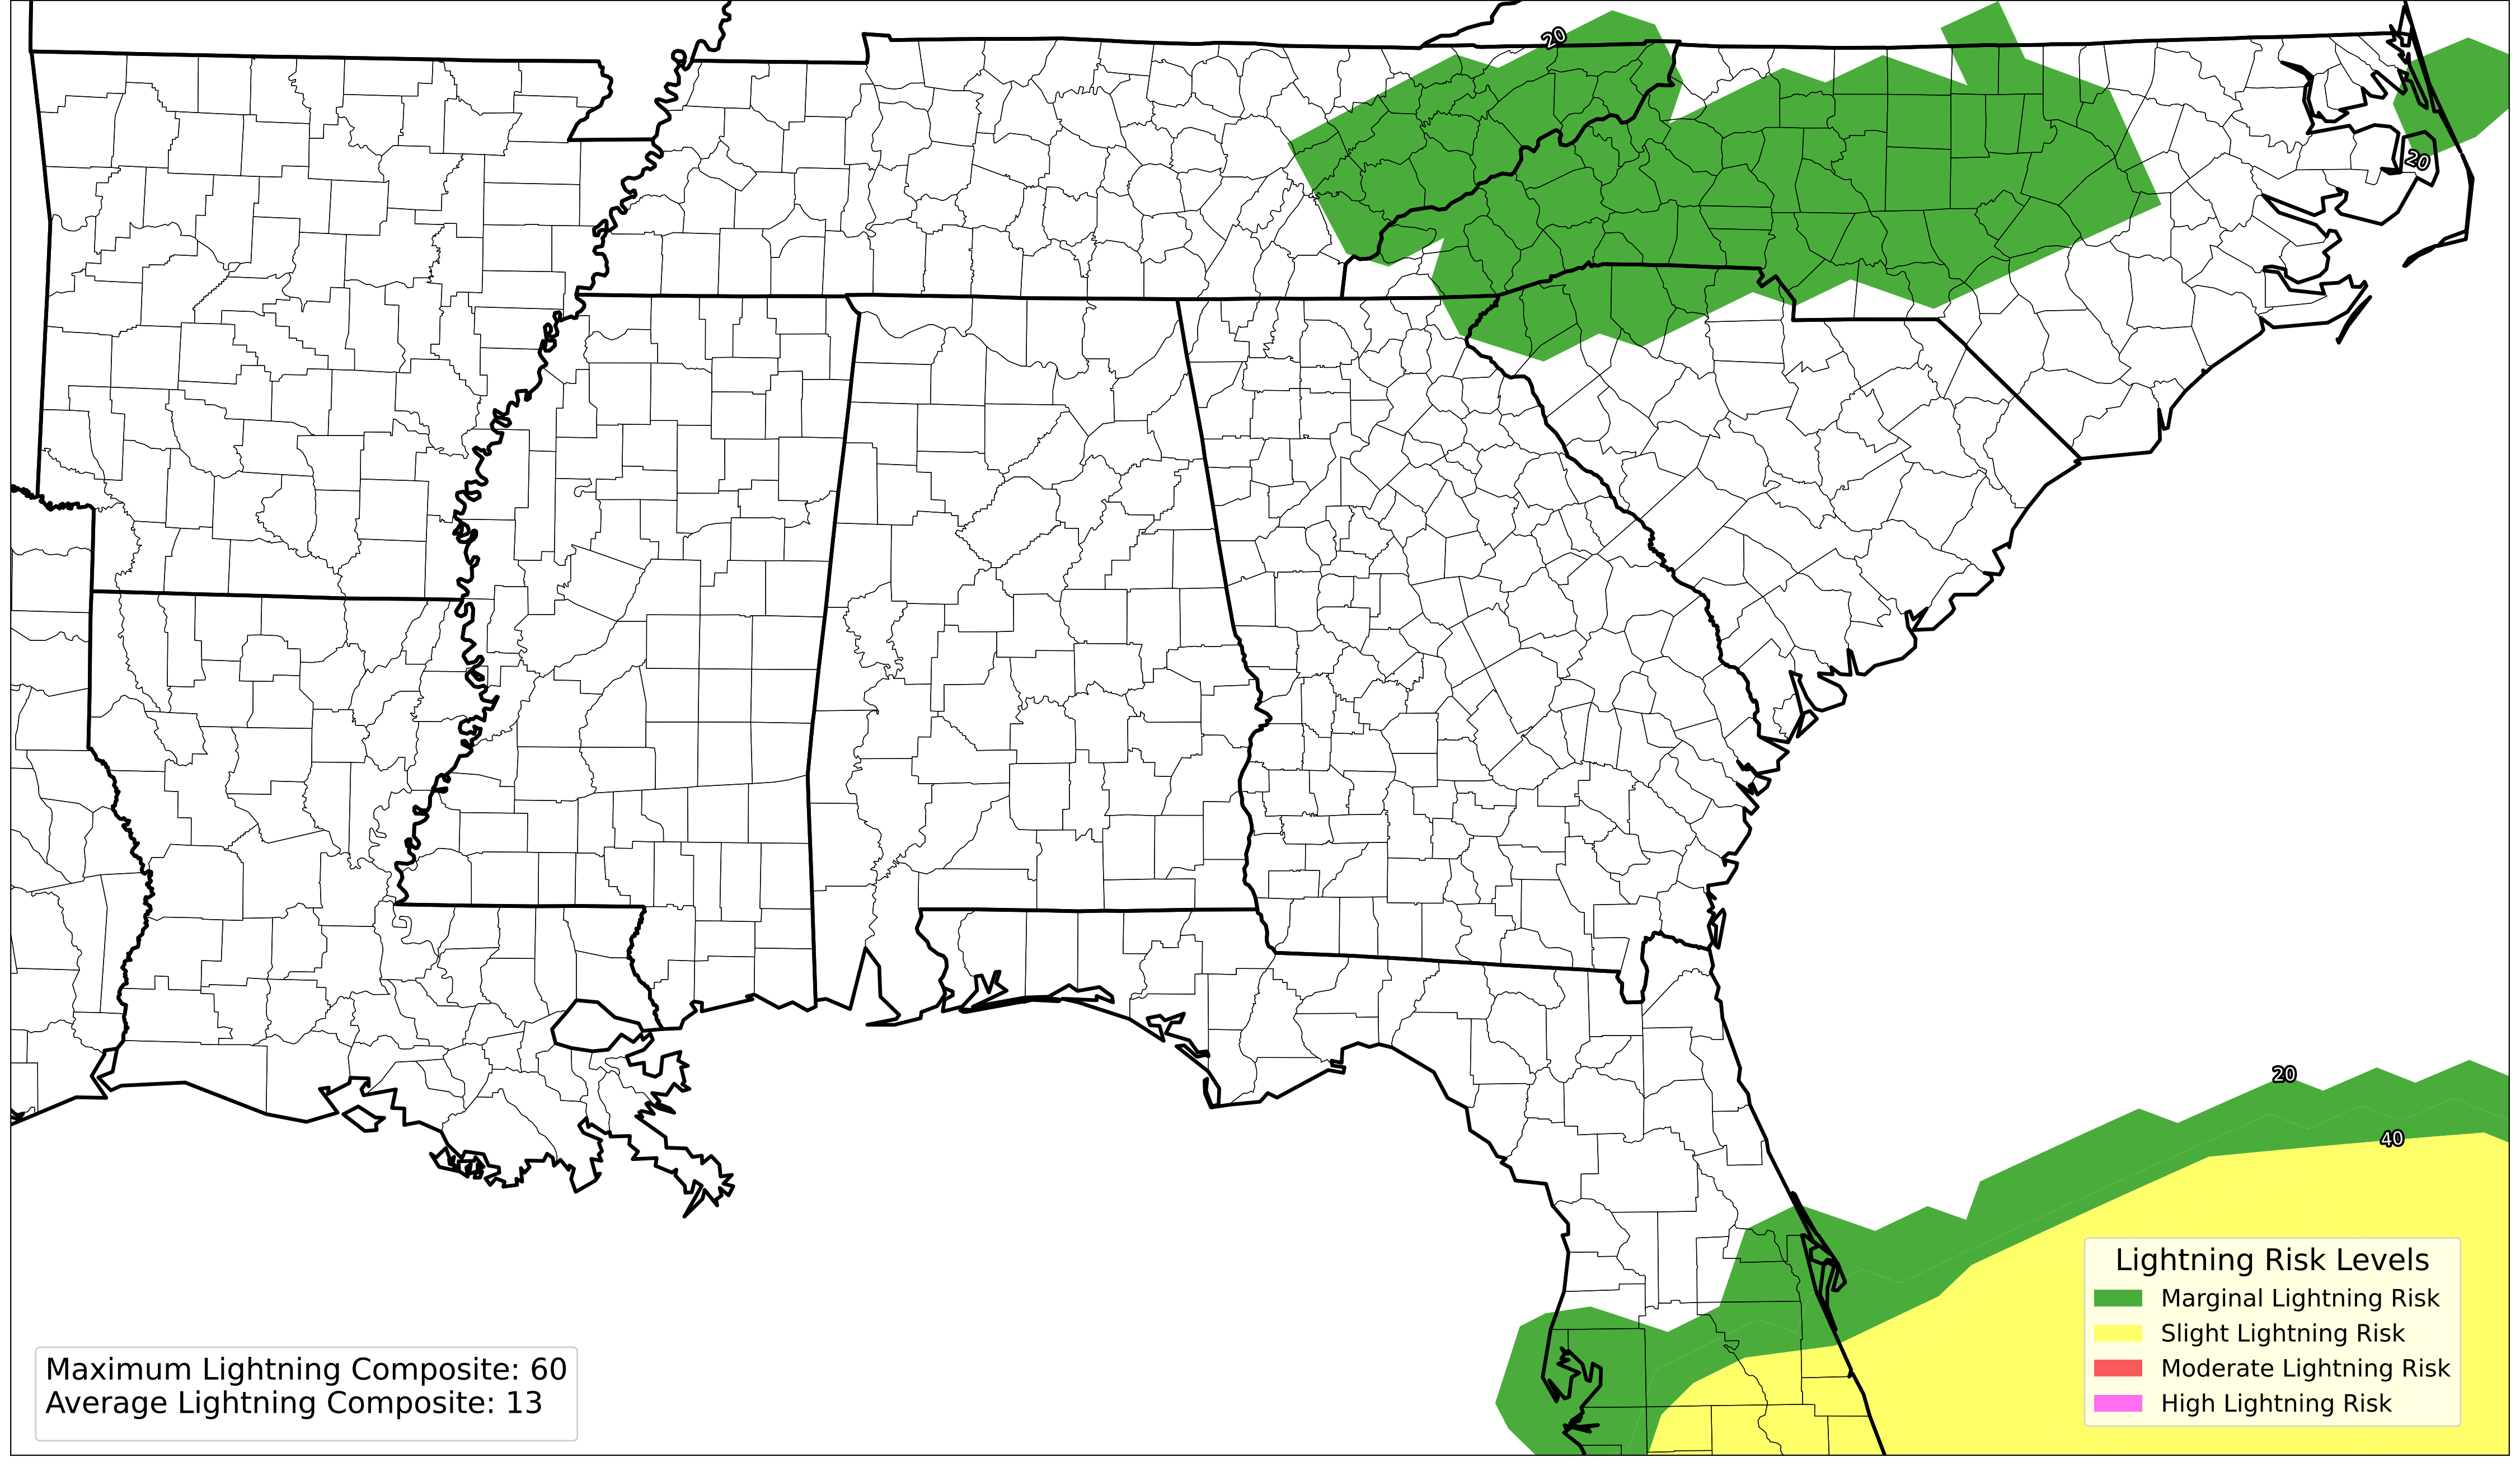 20
20
20
40
Lightning Risk Levels
Marginal Lightning Risk
Slight Lightning Risk
Moderate Lightning Risk
High Lightning Risk
Maximum Lightning Composite: 60
Average Lightning Composite: 13